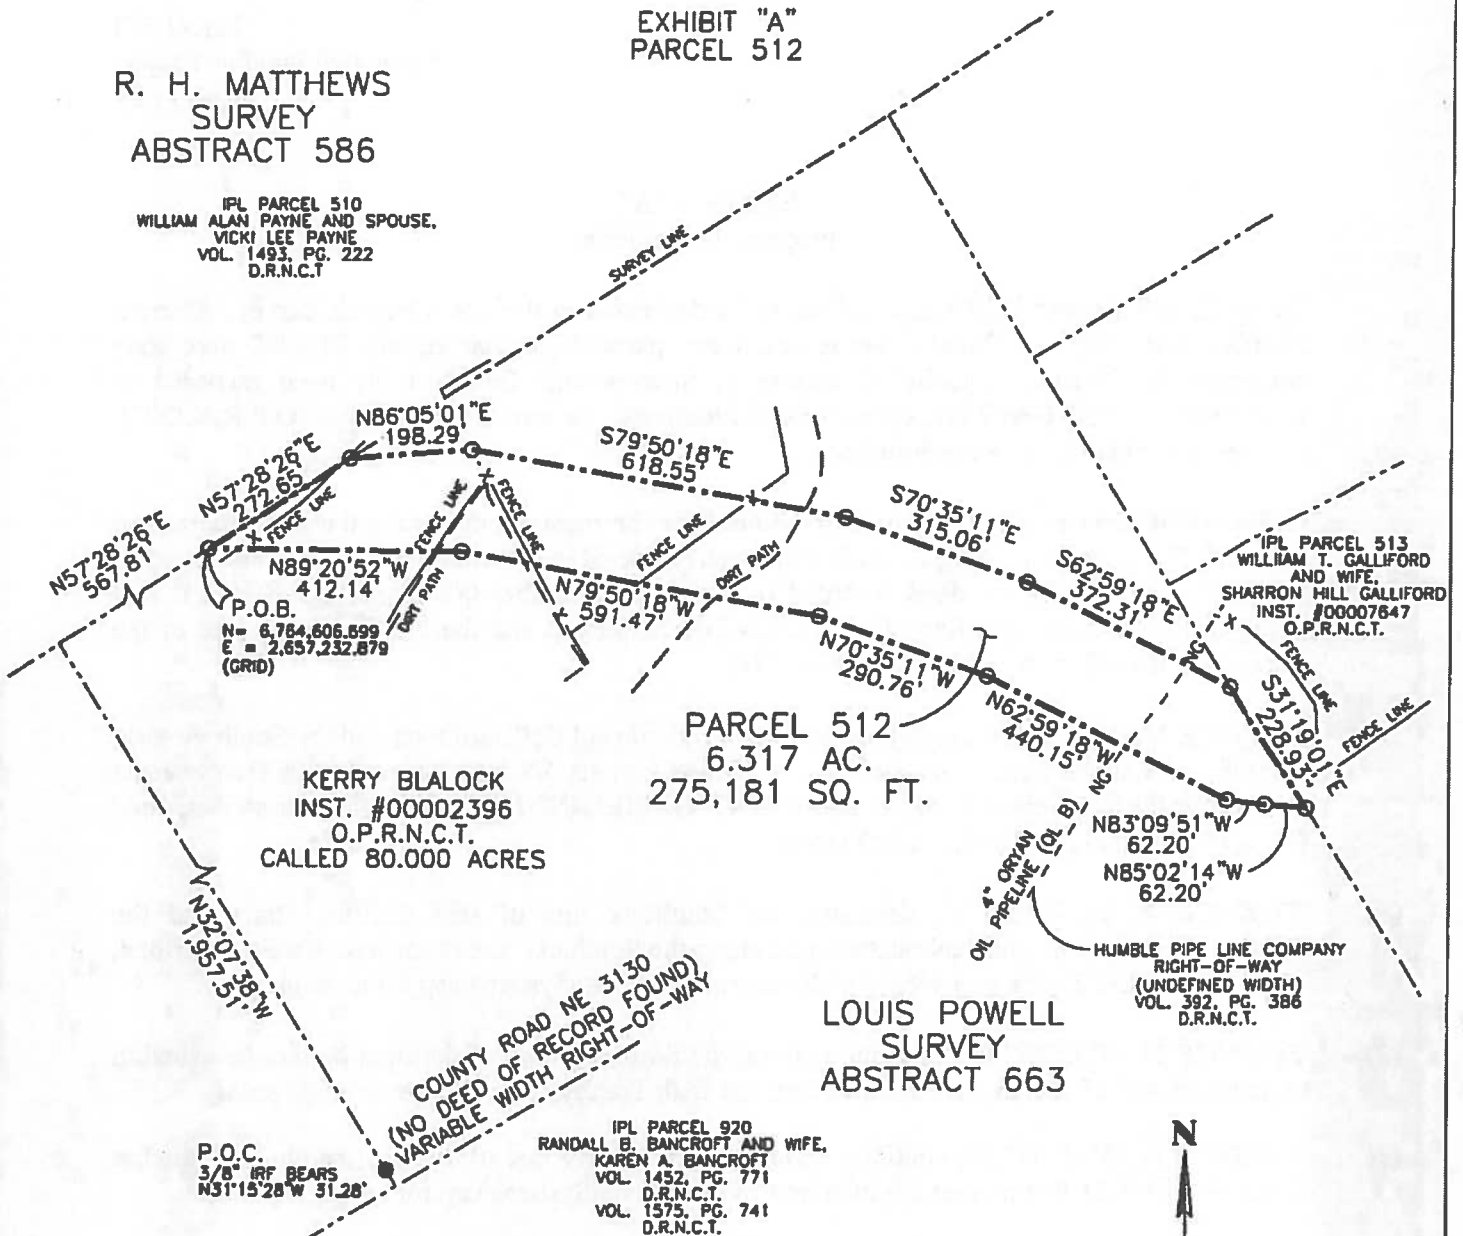 EXHIBIT "A"
PARCEL 512
R. H. MATTHEWS
SURVEY
ABSTRACT 586
IPL PARCEL 510
WILLIAM ALAN PAYNE AND SPOUSE,
VICKI LEE PAYNE
VOL. 1493, PG. 222
D.R.N.C.T
SURVEY LINE
N86°05'01"E
198.29'
S79°50'18"E
618.55'
N57°28'26"E
272.65'
FENCE LINE
N57°28'26"E
567.81'
FENCE LINE
FENCE LINE
FENCE LINE
DIRT PATH
S70°35'11"E
315.06'
S62°59'18"E
372.31'
IPL PARCEL 513
WILLIAM T. GALLIFORD
AND WIFE,
SHARRON HILL GALLIFORD
INST. #00007647
O.P.R.N.C.T.
N89°20'52"W
412.14'
DIRT PATH
P.O.B.
N= 6,764,606.699
E = 2,657,232.879
(GRID)
N79°50'18"W
591.47'
N70°35'11"W
290.76'
N62°59'18"W
440.15'
S31°19'01"E
228.93'
FENCE LINE
FENCE LINE
PARCEL 512
6.317 AC.
275,181 SQ. FT.
KERRY BLALOCK
INST. #00002396
O.P.R.N.C.T.
CALLED 80.000 ACRES
N83°09'51"W
62.20'
N85°02'14"W
62.20'
4" ORYAN
OIL PIPELINE (QL B)
HUMBLE PIPE LINE COMPANY
RIGHT-OF-WAY
(UNDEFINED WIDTH)
VOL. 392, PG. 386
D.R.N.C.T.
N32°07'38"W
1,957.51'
COUNTY ROAD NE 3130
(NO DEED OF RECORD FOUND)
VARIABLE WIDTH RIGHT-OF-WAY
LOUIS POWELL
SURVEY
ABSTRACT 663
P.O.C.
3/8" IRF BEARS
N31°15'28"W 31.28'
IPL PARCEL 920
RANDALL B. BANCROFT AND WIFE,
KAREN A. BANCROFT
VOL. 1452, PG. 771
D.R.N.C.T.
VOL. 1575, PG. 741
D.R.N.C.T.
N